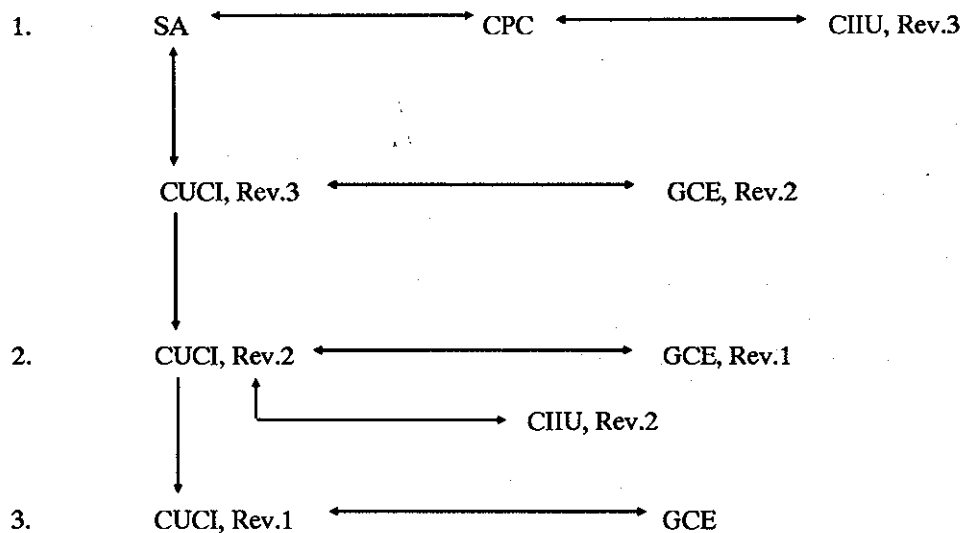 1. SA CPC CIIU, Rev.3
CUCI, Rev.3 GCE, Rev.2
2. CUCI, Rev.2 GCE, Rev.1
CIIU, Rev.2
3. CUCI, Rev.1 GCE